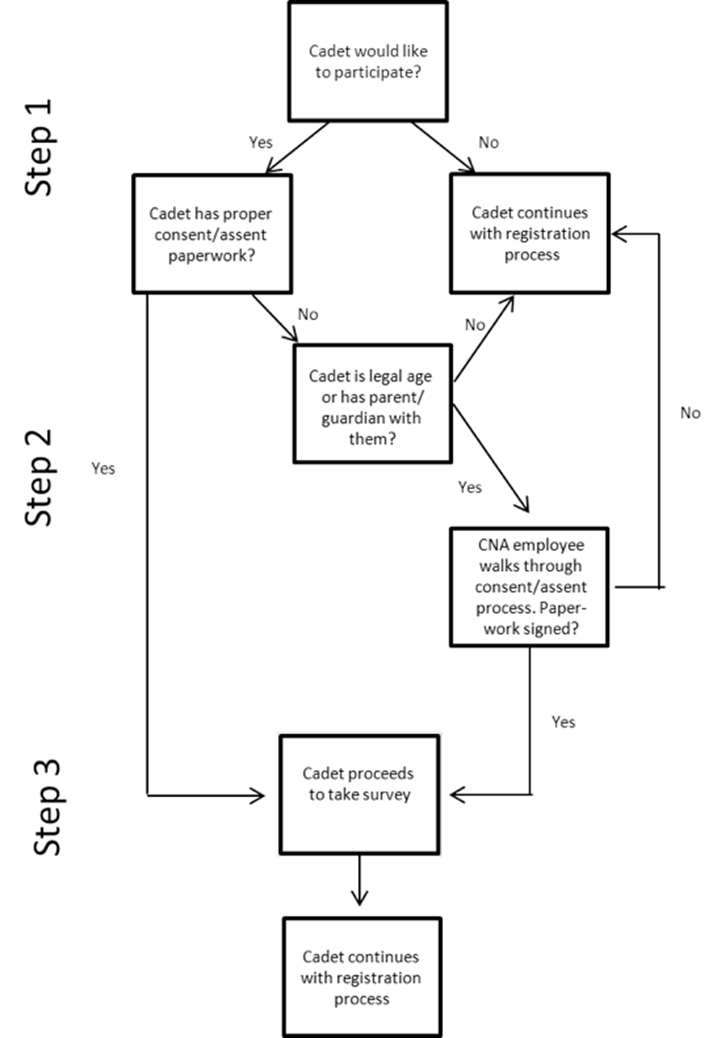 Step 1
Cadet would like
to participate?
Yes
No
Cadet has proper
consent/assent
paperwork?
Cadet continues
with registration
process
No
No
Step 2
Cadet is legal age
or has parent/
guardian with
them?
Yes
No
Yes
CNA employee
walks through
consent/assent
process. Paper-
work signed?
Yes
Step 3
Cadet proceeds
to take survey
Cadet continues
with registration
process